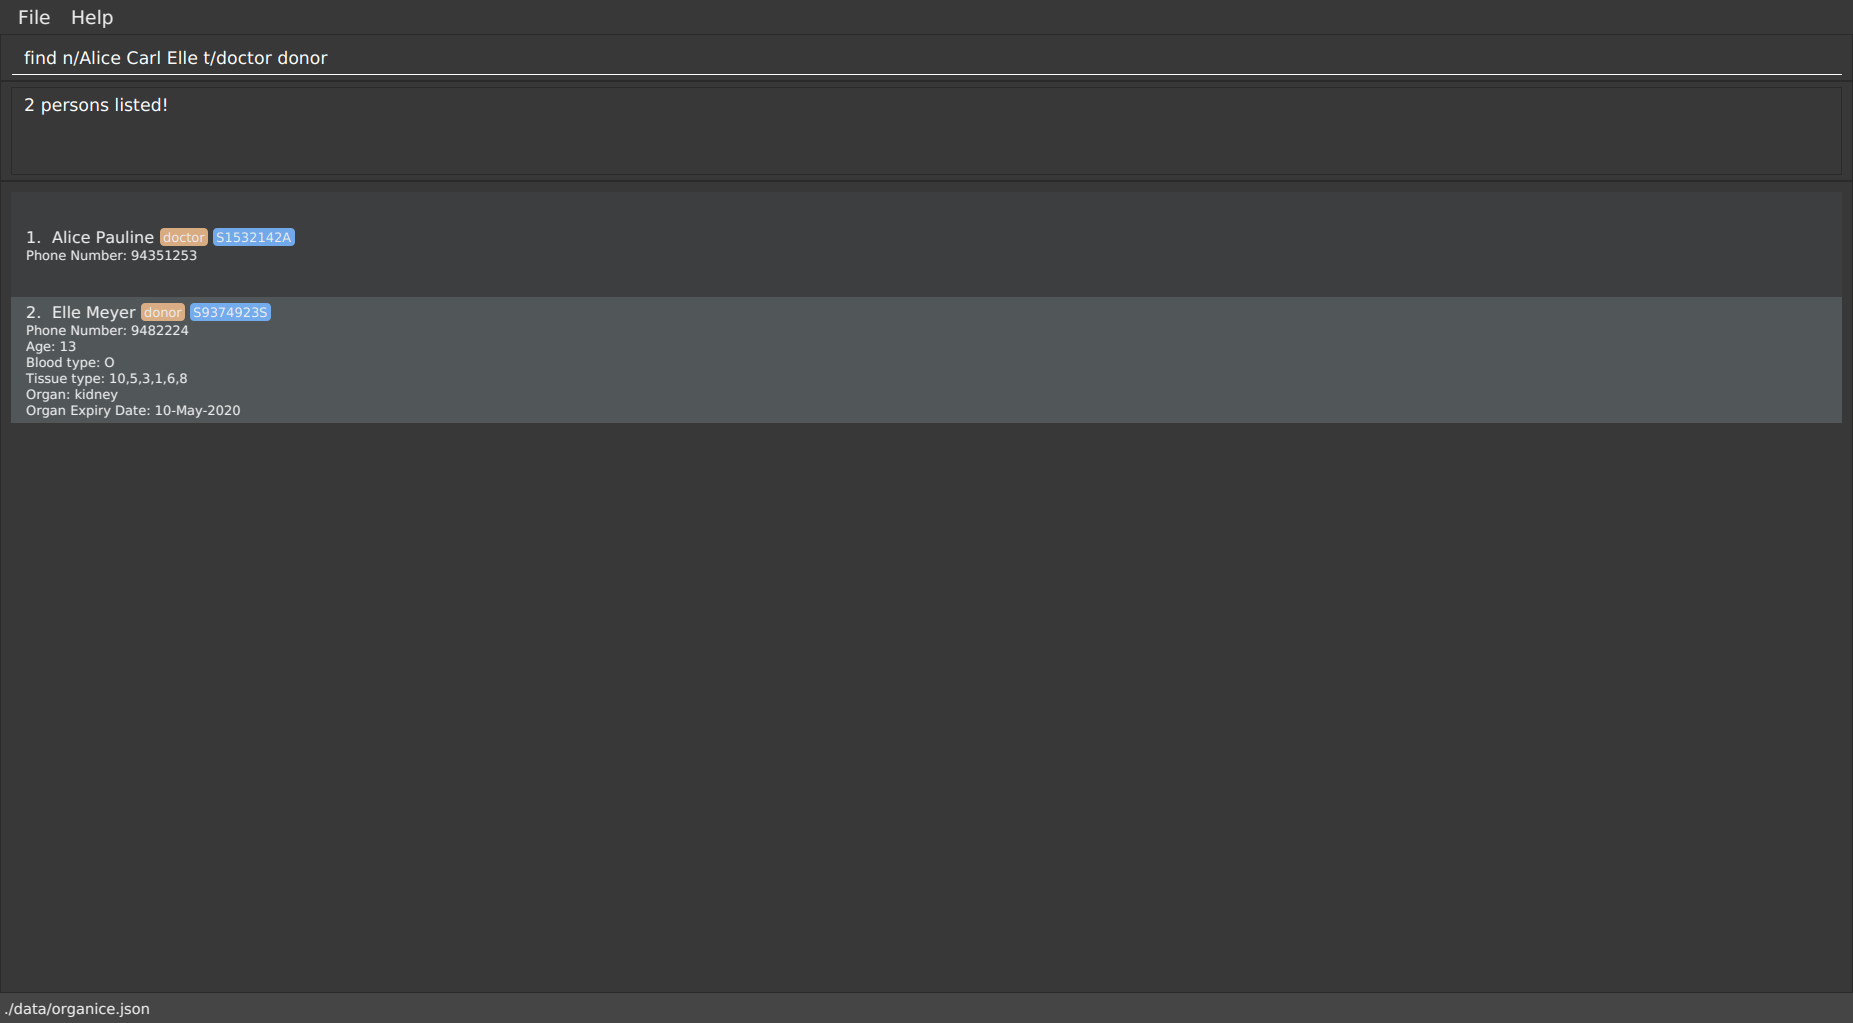 File Help
find n/Alice Carl Elle t/doctor donor
2 persons listed!
1. Alice Pauline doctor S1532142A
Phone Number: 94351253
2. Elle Meyer donor S9374923S
Phone Number: 9482224
Age: 13
Blood type: O
Tissue type: 10,5,3,1,6,8
Organ: kidney
Organ Expiry Date: 10-May-2020
./data/organice.json